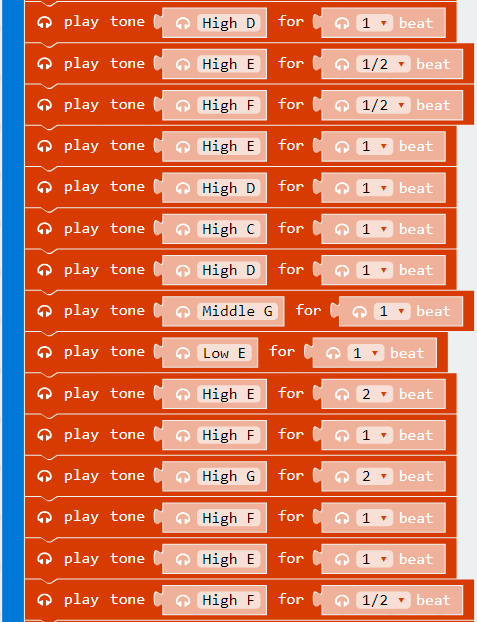 play tone High D for 1 beat
play tone High E for 1/2 beat
play tone High F for 1/2 beat
play tone High E for 1 beat
play tone High D for 1 beat
play tone High C for 1 beat
play tone High D for 1 beat
play tone Middle G for 1 beat
play tone Low E for 1 beat
play tone High E for 2 beat
play tone High F for 1 beat
play tone High G for 2 beat
play tone High F for 1 beat
play tone High E for 1 beat
play tone High F for 1/2 beat